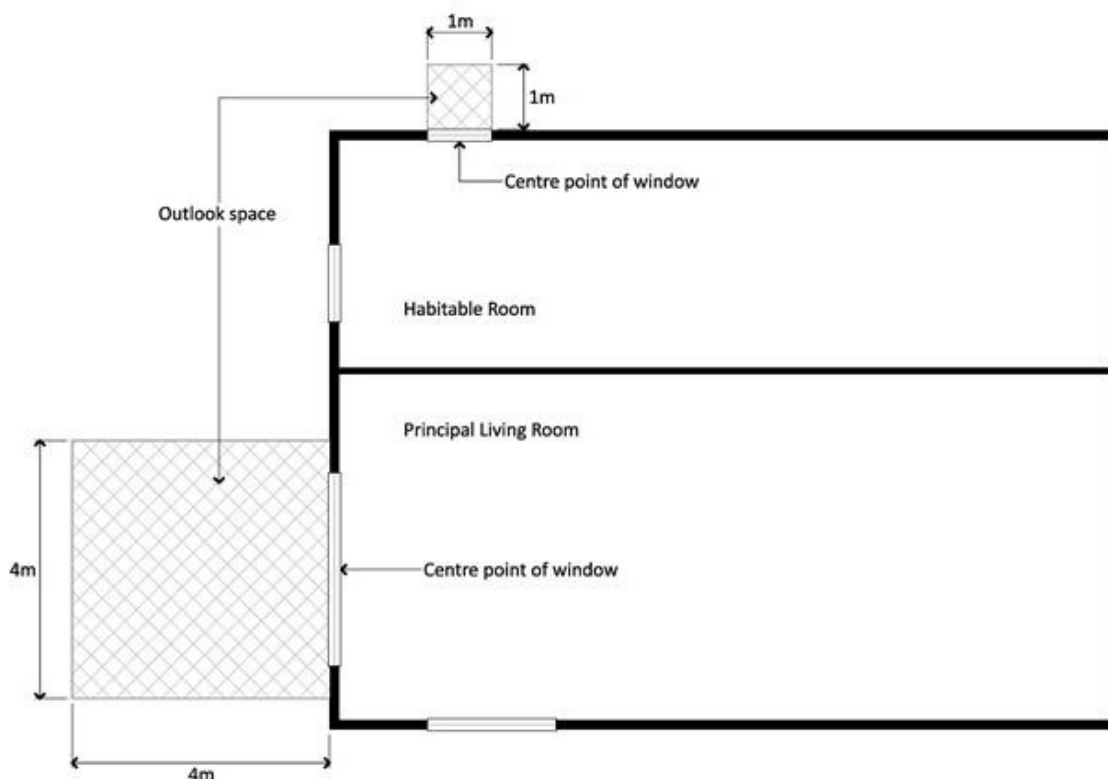 1m
1m
Centre point of window
Outlook space
Habitable Room
Principal Living Room
4m
Centre point of window
4m